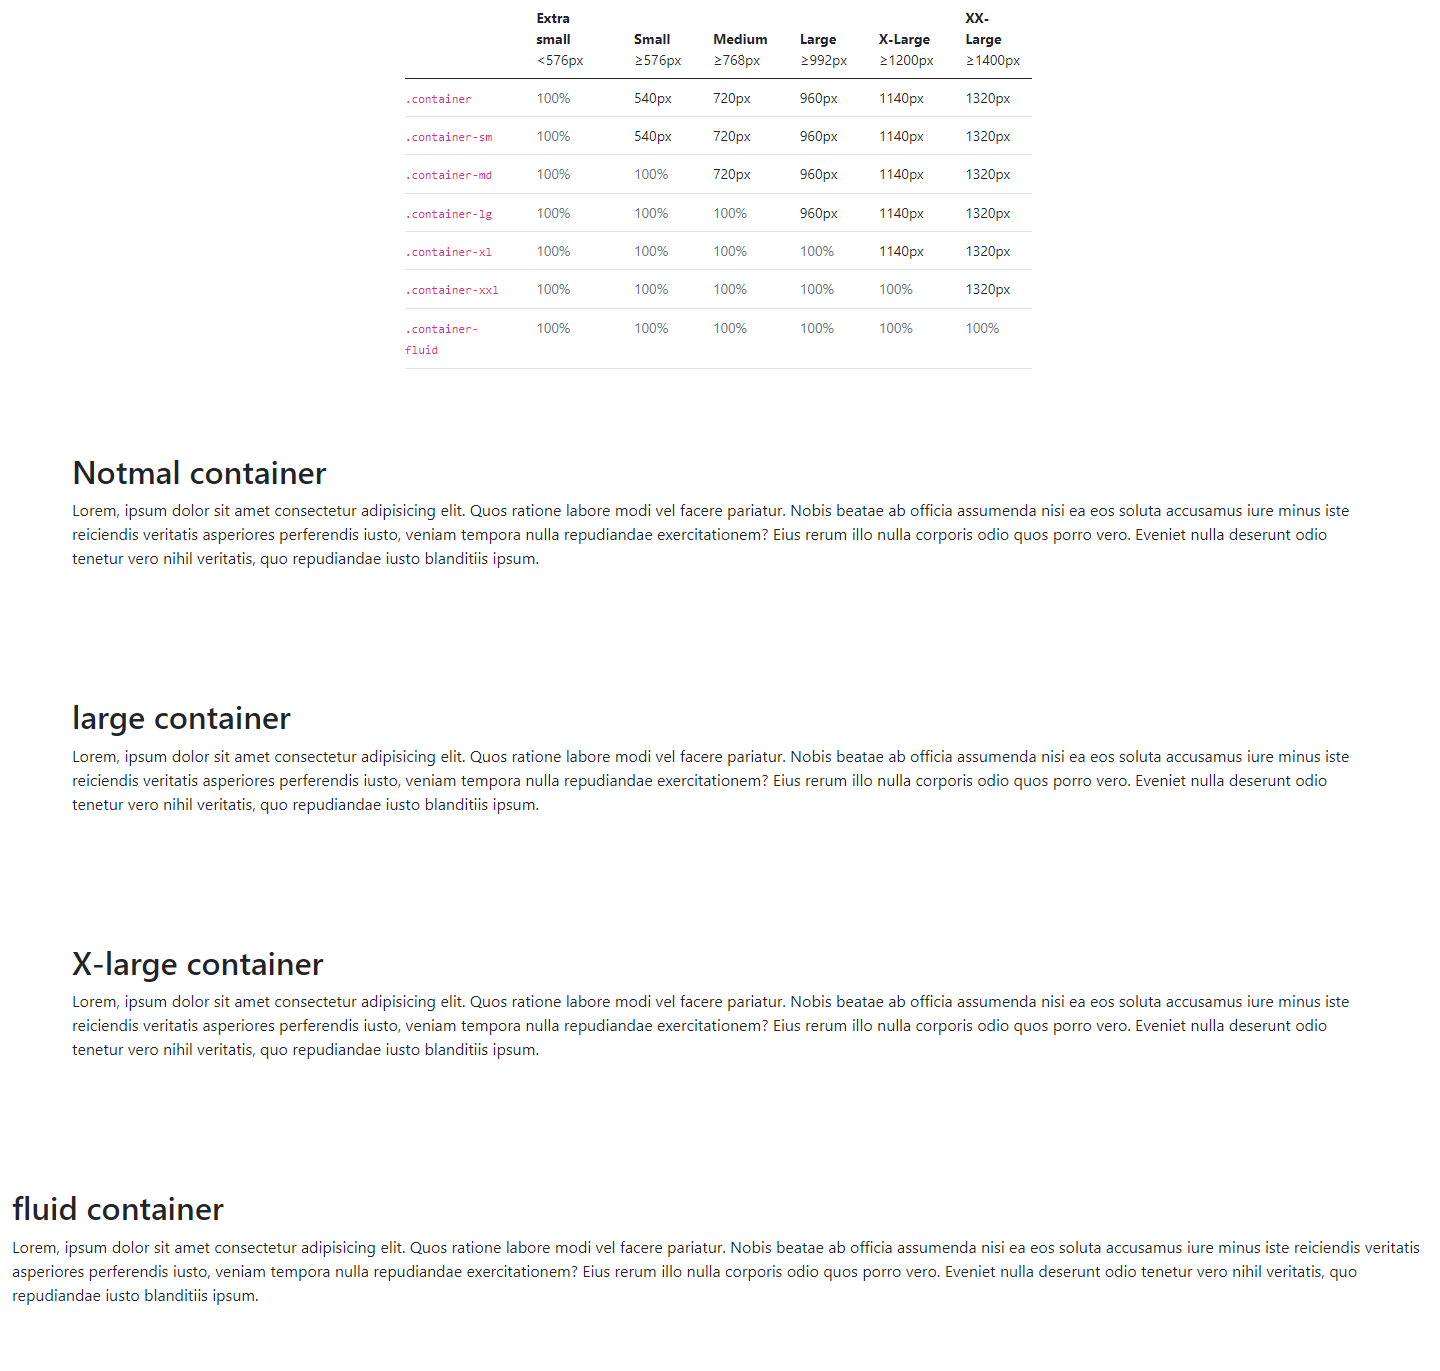 Extra small <576px Small ≥576px Medium ≥768px Large ≥992px X-Large ≥1200px XX-Large ≥1400px
.container 100% 540px 720px 960px 1140px 1320px
.container-sm 100% 540px 720px 960px 1140px 1320px
.container-md 100% 100% 720px 960px 1140px 1320px
.container-lg 100% 100% 100% 960px 1140px 1320px
.container-xl 100% 100% 100% 100% 1140px 1320px
.container-xxl 100% 100% 100% 100% 100% 1320px
.container-fluid 100% 100% 100% 100% 100% 100%
Notmal container
Lorem, ipsum dolor sit amet consectetur adipisicing elit. Quos ratione labore modi vel facere pariatur. Nobis beatae ab officia assumenda nisi ea eos soluta accusamus iure minus iste
reiciendis veritatis asperiores perferendis iusto, veniam tempora nulla repudiandae exercitationem? Eius rerum illo nulla corporis odio quos porro vero. Eveniet nulla deserunt odio
tenetur vero nihil veritatis, quo repudiandae iusto blanditiis ipsum.
large container
Lorem, ipsum dolor sit amet consectetur adipisicing elit. Quos ratione labore modi vel facere pariatur. Nobis beatae ab officia assumenda nisi ea eos soluta accusamus iure minus iste
reiciendis veritatis asperiores perferendis iusto, veniam tempora nulla repudiandae exercitationem? Eius rerum illo nulla corporis odio quos porro vero. Eveniet nulla deserunt odio
tenetur vero nihil veritatis, quo repudiandae iusto blanditiis ipsum.
X-large container
Lorem, ipsum dolor sit amet consectetur adipisicing elit. Quos ratione labore modi vel facere pariatur. Nobis beatae ab officia assumenda nisi ea eos soluta accusamus iure minus iste
reiciendis veritatis asperiores perferendis iusto, veniam tempora nulla repudiandae exercitationem? Eius rerum illo nulla corporis odio quos porro vero. Eveniet nulla deserunt odio
tenetur vero nihil veritatis, quo repudiandae iusto blanditiis ipsum.
fluid container
Lorem, ipsum dolor sit amet consectetur adipisicing elit. Quos ratione labore modi vel facere pariatur. Nobis beatae ab officia assumenda nisi ea eos soluta accusamus iure minus iste reiciendis veritatis
asperiores perferendis iusto, veniam tempora nulla repudiandae exercitationem? Eius rerum illo nulla corporis odio quos porro vero. Eveniet nulla deserunt odio tenetur vero nihil veritatis, quo
repudiandae iusto blanditiis ipsum.